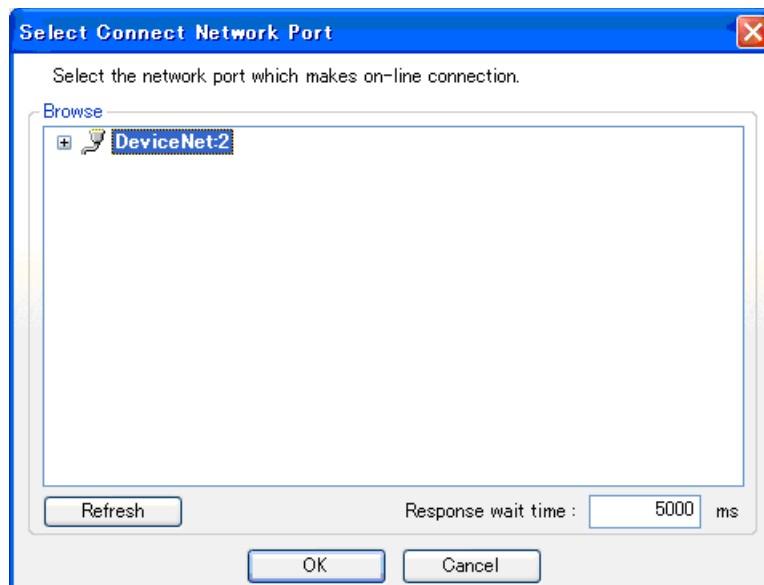 Select Connect Network Port
Select the network port which makes on-line connection.
Browse
DeviceNet:2
Refresh
Response wait time :
5000
ms
OK
Cancel